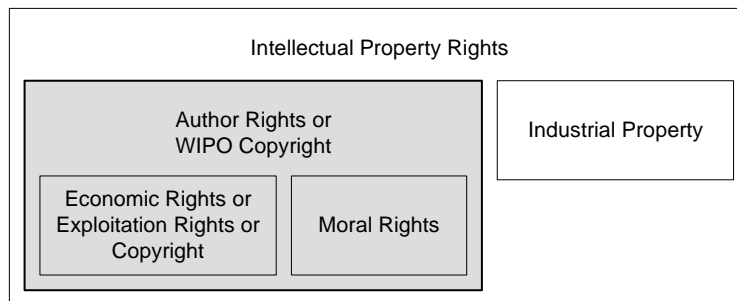 Intellectual Property Rights
Author Rights or
WIPO Copyright
Industrial Property
Economic Rights or
Exploitation Rights or
Copyright
Moral Rights